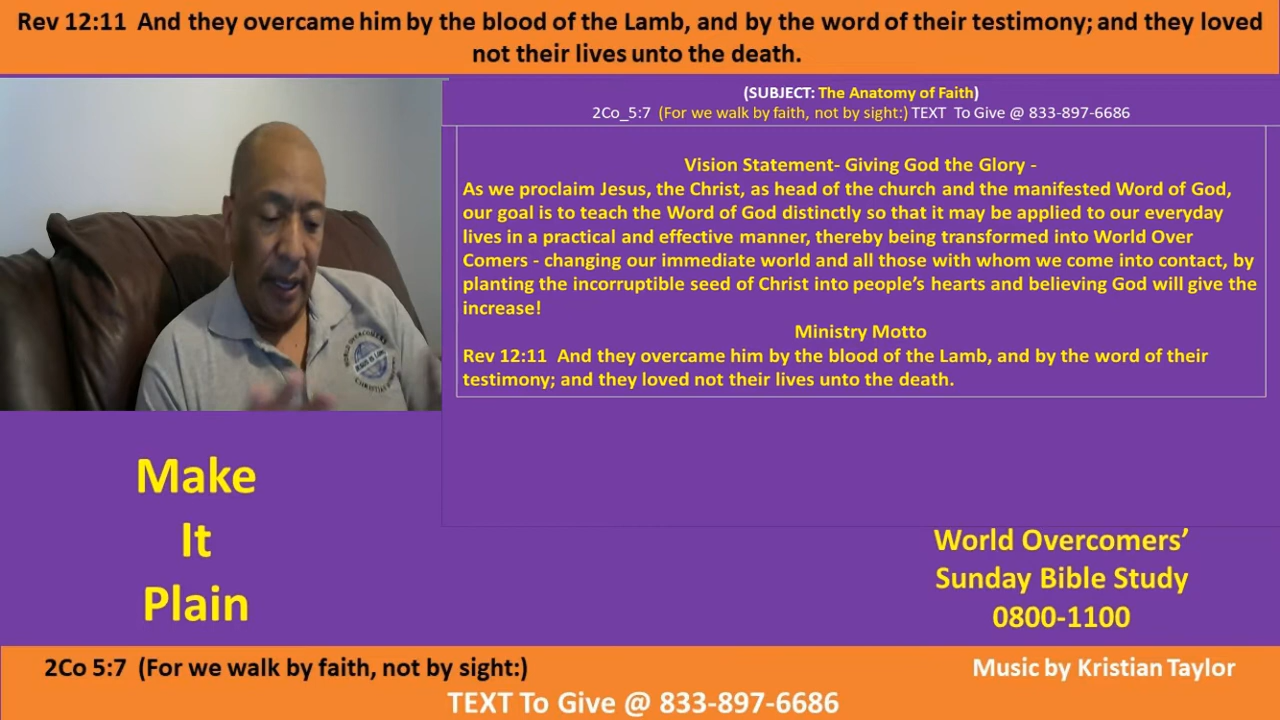 Rev 12:11 And they overcame him by the blood of the Lamb, and by the word of their testimony; and they loved
not their lives unto the death.
(SUBJECT: The Anatomy of Faith)
2Co_5:7 (For we walk by faith, not by sight:) TEXT To Give @ 833-897-6686
Vision Statement- Giving God the Glory -
As we proclaim Jesus, the Christ, as head of the church and the manifested Word of God,
our goal is to teach the Word of God distinctly so that it may be applied to our everyday
lives in a practical and effective manner, thereby being transformed into World Over
Comers - changing our immediate world and all those with whom we come into contact, by
planting the incorruptible seed of Christ into people’s hearts and believing God will give the
increase!
Ministry Motto
Rev 12:11 And they overcame him by the blood of the Lamb, and by the word of their
testimony; and they loved not their lives unto the death.
WORLD OVERCOMERS
Make
It
Plain
World Overcomers’
Sunday Bible Study
0800-1100
2Co 5:7 (For we walk by faith, not by sight:)
Music by Kristian Taylor
TEXT To Give @ 833-897-6686